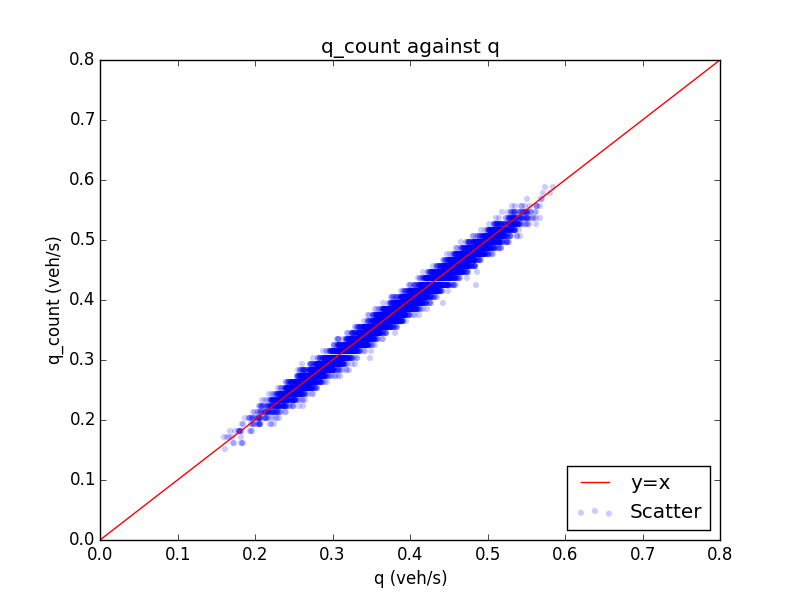 q_count against q
0.8
0.7
0.6
0.5
0.4
0.3
0.2
0.1
0.0
q_count (veh/s)
y=x
Scatter
0.0 0.1 0.2 0.3 0.4 0.5 0.6 0.7 0.8
q (veh/s)